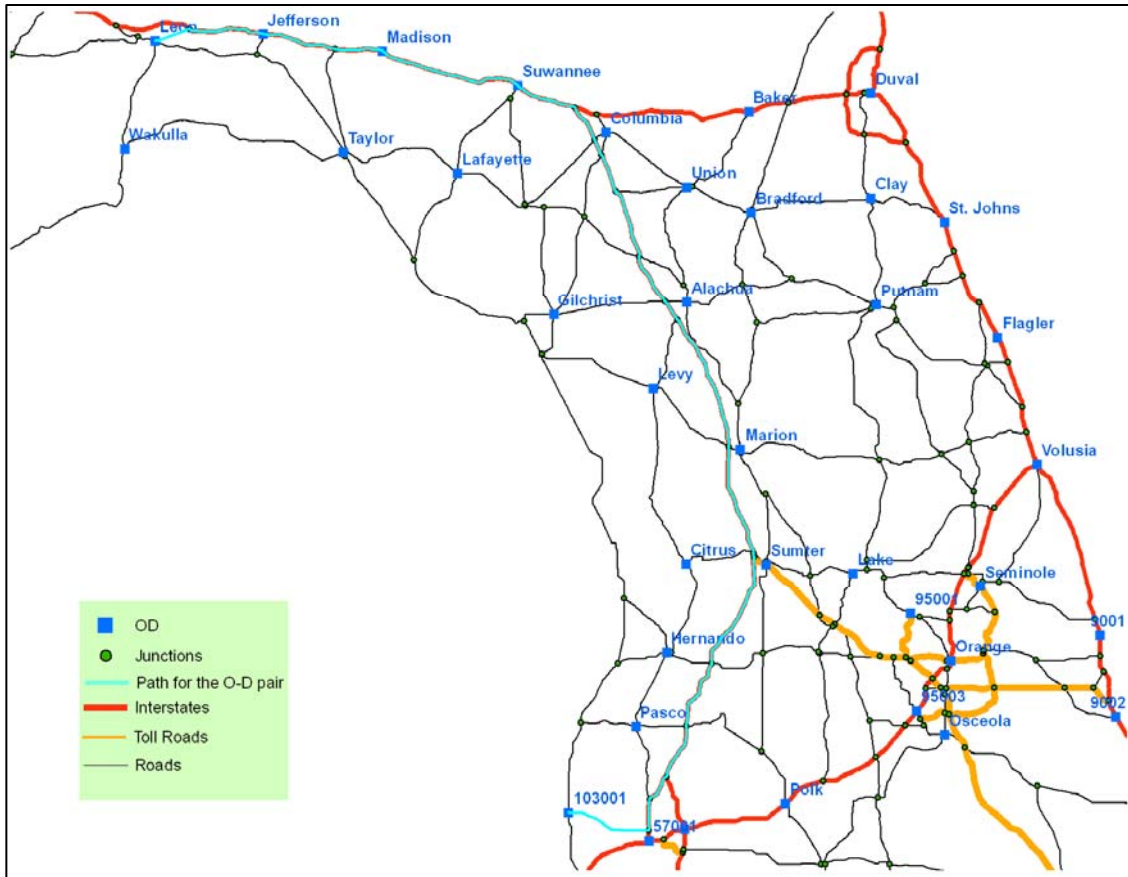 Leon
Jefferson
Madison
Suwannee
Duval
Baker
Columbia
Wakulla
Taylor
Lafayette
Union
Clay
Bradford
St. Johns
Alachua
Putnam
Gilchrist
Flagler
Levy
Marion
Volusia
Citrus
Sumter
Lake
Seminole
95001
9001
Hernando
Orange
95003
9002
Pasco
Osceola
Polk
103001
57001
OD
Junctions
Path for the O-D pair
Interstates
Toll Roads
Roads